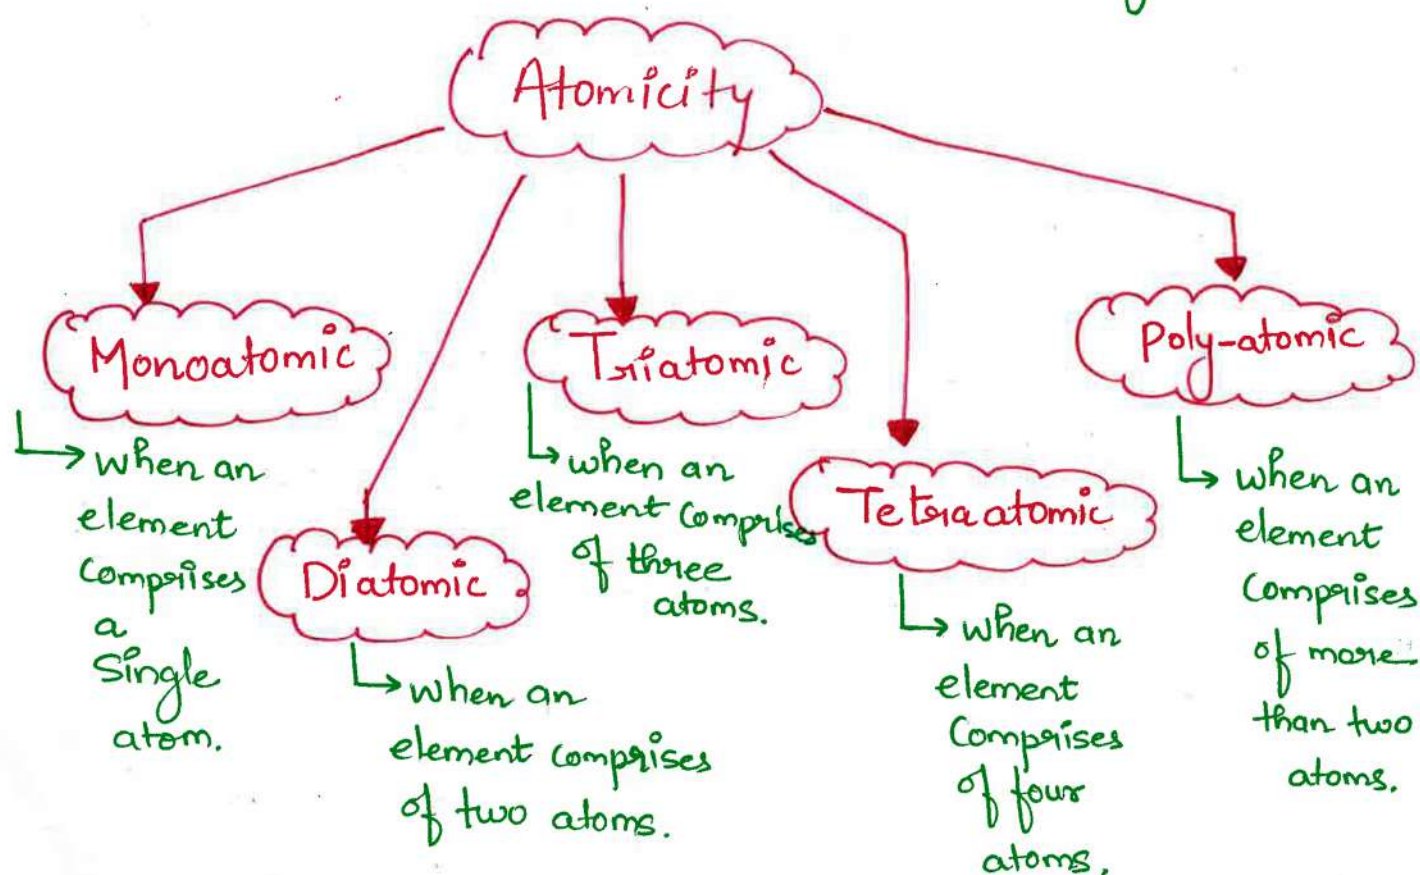 Atomicity
Monoatomic
when an
element
Comprises
a
Single
atom.
Diatomic
when an
element comprises
of two atoms.
Triatomic
when an
element comprises
of three
atoms.
Tetraatomic
when an
element
Comprises
of four
atoms.
Poly-atomic
when an
element
Comprises
of more
than two
atoms.